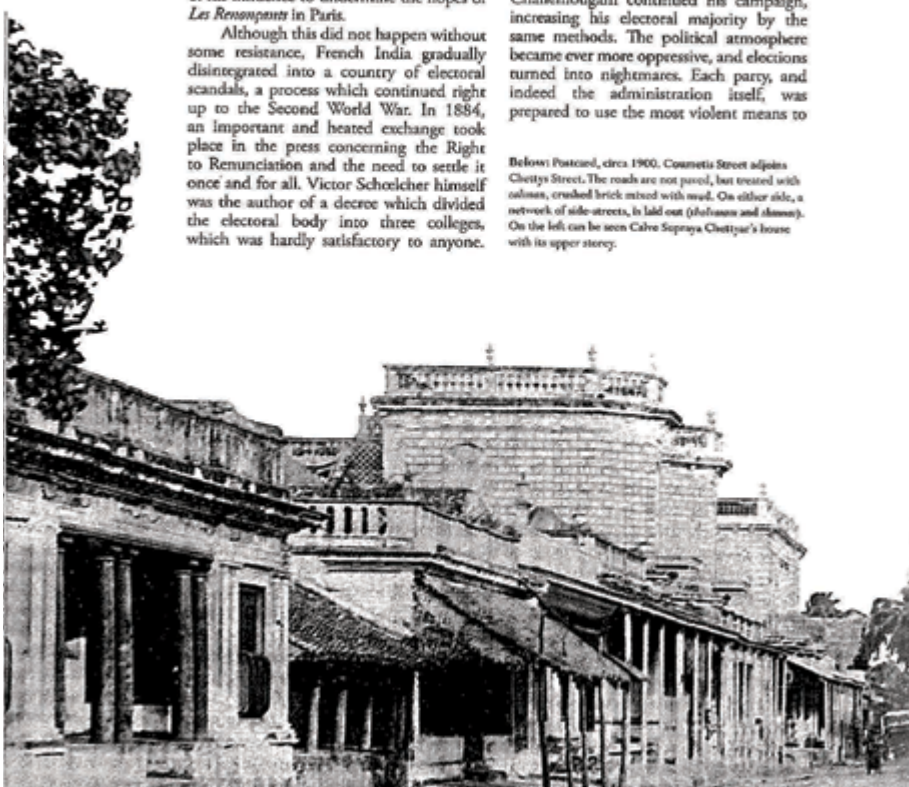 Les Renonçants in Paris.
Although this did not happen without
some resistance, French India gradually
disintegrated into a country of electoral
scandals, a process which continued right
up to the Second World War. In 1884,
an important and heated exchange took
place in the press concerning the Right
to Renunciation and the need to settle it
once and for all. Victor Schœlcher himself
was the author of a decree which divided
the electoral body into three colleges,
which was hardly satisfactory to anyone.
continued his campaign,
increasing his electoral majority by the
same methods. The political atmosphere
became ever more oppressive, and elections
turned into nightmares. Each party, and
indeed the administration itself, was
prepared to use the most violent means to
Below: Postcard, circa 1900. Street adjoins
Chettys Street. The roads are not paved, but treated with
crushed brick mixed with mud. On either side, a
network of side-streets, is laid out
On the left can be seen Calve Supraya Chettyar's house
with its upper storey.